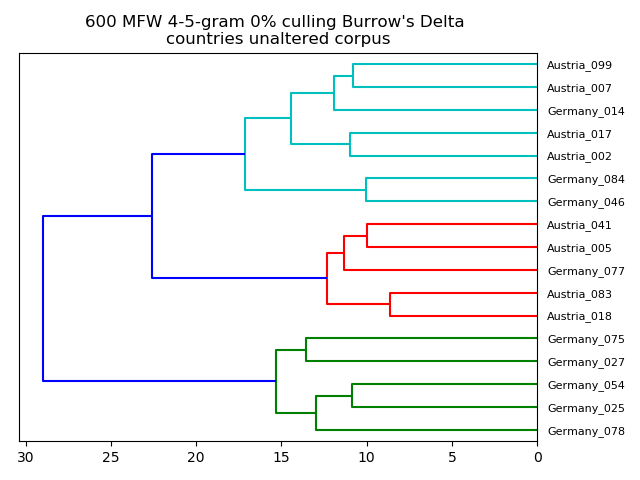 600 MFW 4-5-gram 0% culling Burrow's Delta
countries unaltered corpus
Austria_099
Austria_007
Germany_014
Austria_017
Austria_002
Germany_084
Germany_046
Austria_041
Austria_005
Germany_077
Austria_083
Austria_018
Germany_075
Germany_027
Germany_054
Germany_025
Germany_078
30 25 20 15 10 5 0